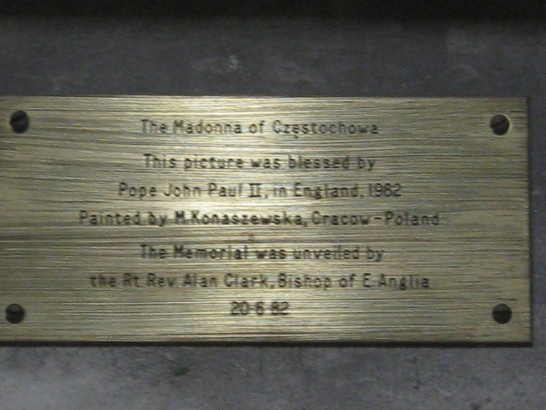 The Madonna of Częstochowa
This picture was blessed by
Pope John Paul II, in England, 1982
Painted by M.Konaszewska, Cracow-Poland
The Memorial was unveiled by
the Rt Rev Alan Clark, Bishop of E.Anglia
20·6·82